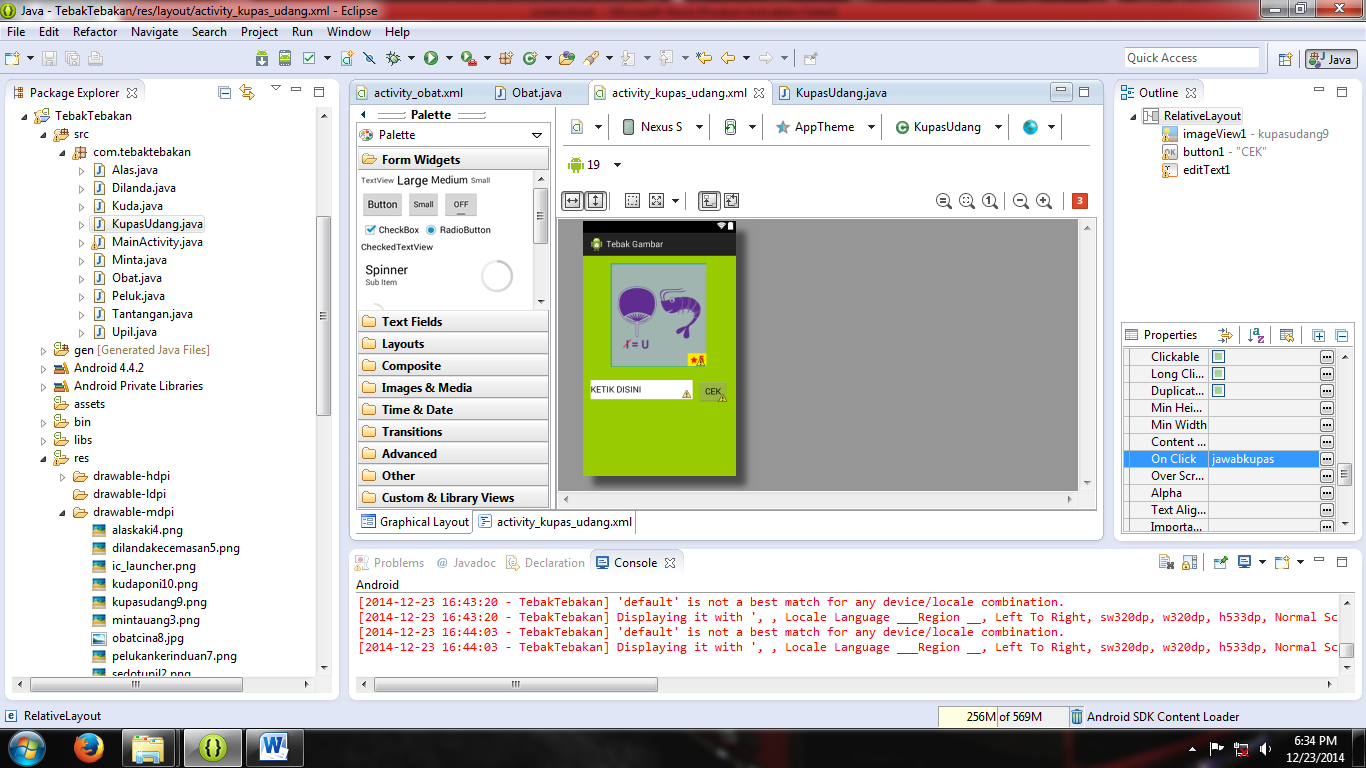 Java - TebakTebakan/res/layout/activity_kupas_udang.xml - Eclipse
File Edit Refactor Navigate Search Project Run Window Help
Quick Access
Java
Package Explorer
TebakTebakan
src
com.tebaktebakan
Alas.java
Dilanda.java
Kuda.java
KupasUdang.java
MainActivity.java
Minta.java
Obat.java
Peluk.java
Tantangan.java
Upil.java
gen [Generated Java Files]
Android 4.4.2
Android Private Libraries
assets
bin
libs
res
drawable-hdpi
drawable-ldpi
drawable-mdpi
alaskaki4.png
dilandakecemasan5.png
ic_launcher.png
kudaponi10.png
kupasudang9.png
mintauang3.png
obatcina8.jpg
pelukankerinduan7.png
sedotupil2.png
activity_obat.xml Obat.java activity_kupas_udang.xml KupasUdang.java
Palette
Palette
Form Widgets
TextView Large Medium Small
Button Small OFF
CheckBox RadioButton
CheckedTextView
Spinner
Sub Item
Text Fields
Layouts
Composite
Images & Media
Time & Date
Transitions
Advanced
Other
Custom & Library Views
Nexus S AppTheme KupasUdang
19
1
3
Tebak Gambar
= U
KETIK DISINI CEK
Graphical Layout activity_kupas_udang.xml
Outline
RelativeLayout
imageView1 - kupasudang9
OK button1 - "CEK"
editText1
Properties
Clickable
Long Cli...
Duplicat...
Min Hei...
Min Width
Content ...
On Click jawabkupas
Over Scr...
Alpha
Text Alig...
Importa...
Problems @ Javadoc Declaration Console
Android
[2014-12-23 16:43:20 - TebakTebakan] 'default' is not a best match for any device/locale combination.
[2014-12-23 16:43:20 - TebakTebakan] Displaying it with ', , Locale Language ___Region __, Left To Right, sw320dp, w320dp, h533dp, Normal Sc
[2014-12-23 16:44:03 - TebakTebakan] 'default' is not a best match for any device/locale combination.
[2014-12-23 16:44:03 - TebakTebakan] Displaying it with ', , Locale Language ___Region __, Left To Right, sw320dp, w320dp, h533dp, Normal Sc
RelativeLayout
256M of 569M
Android SDK Content Loader
6:34 PM
12/23/2014